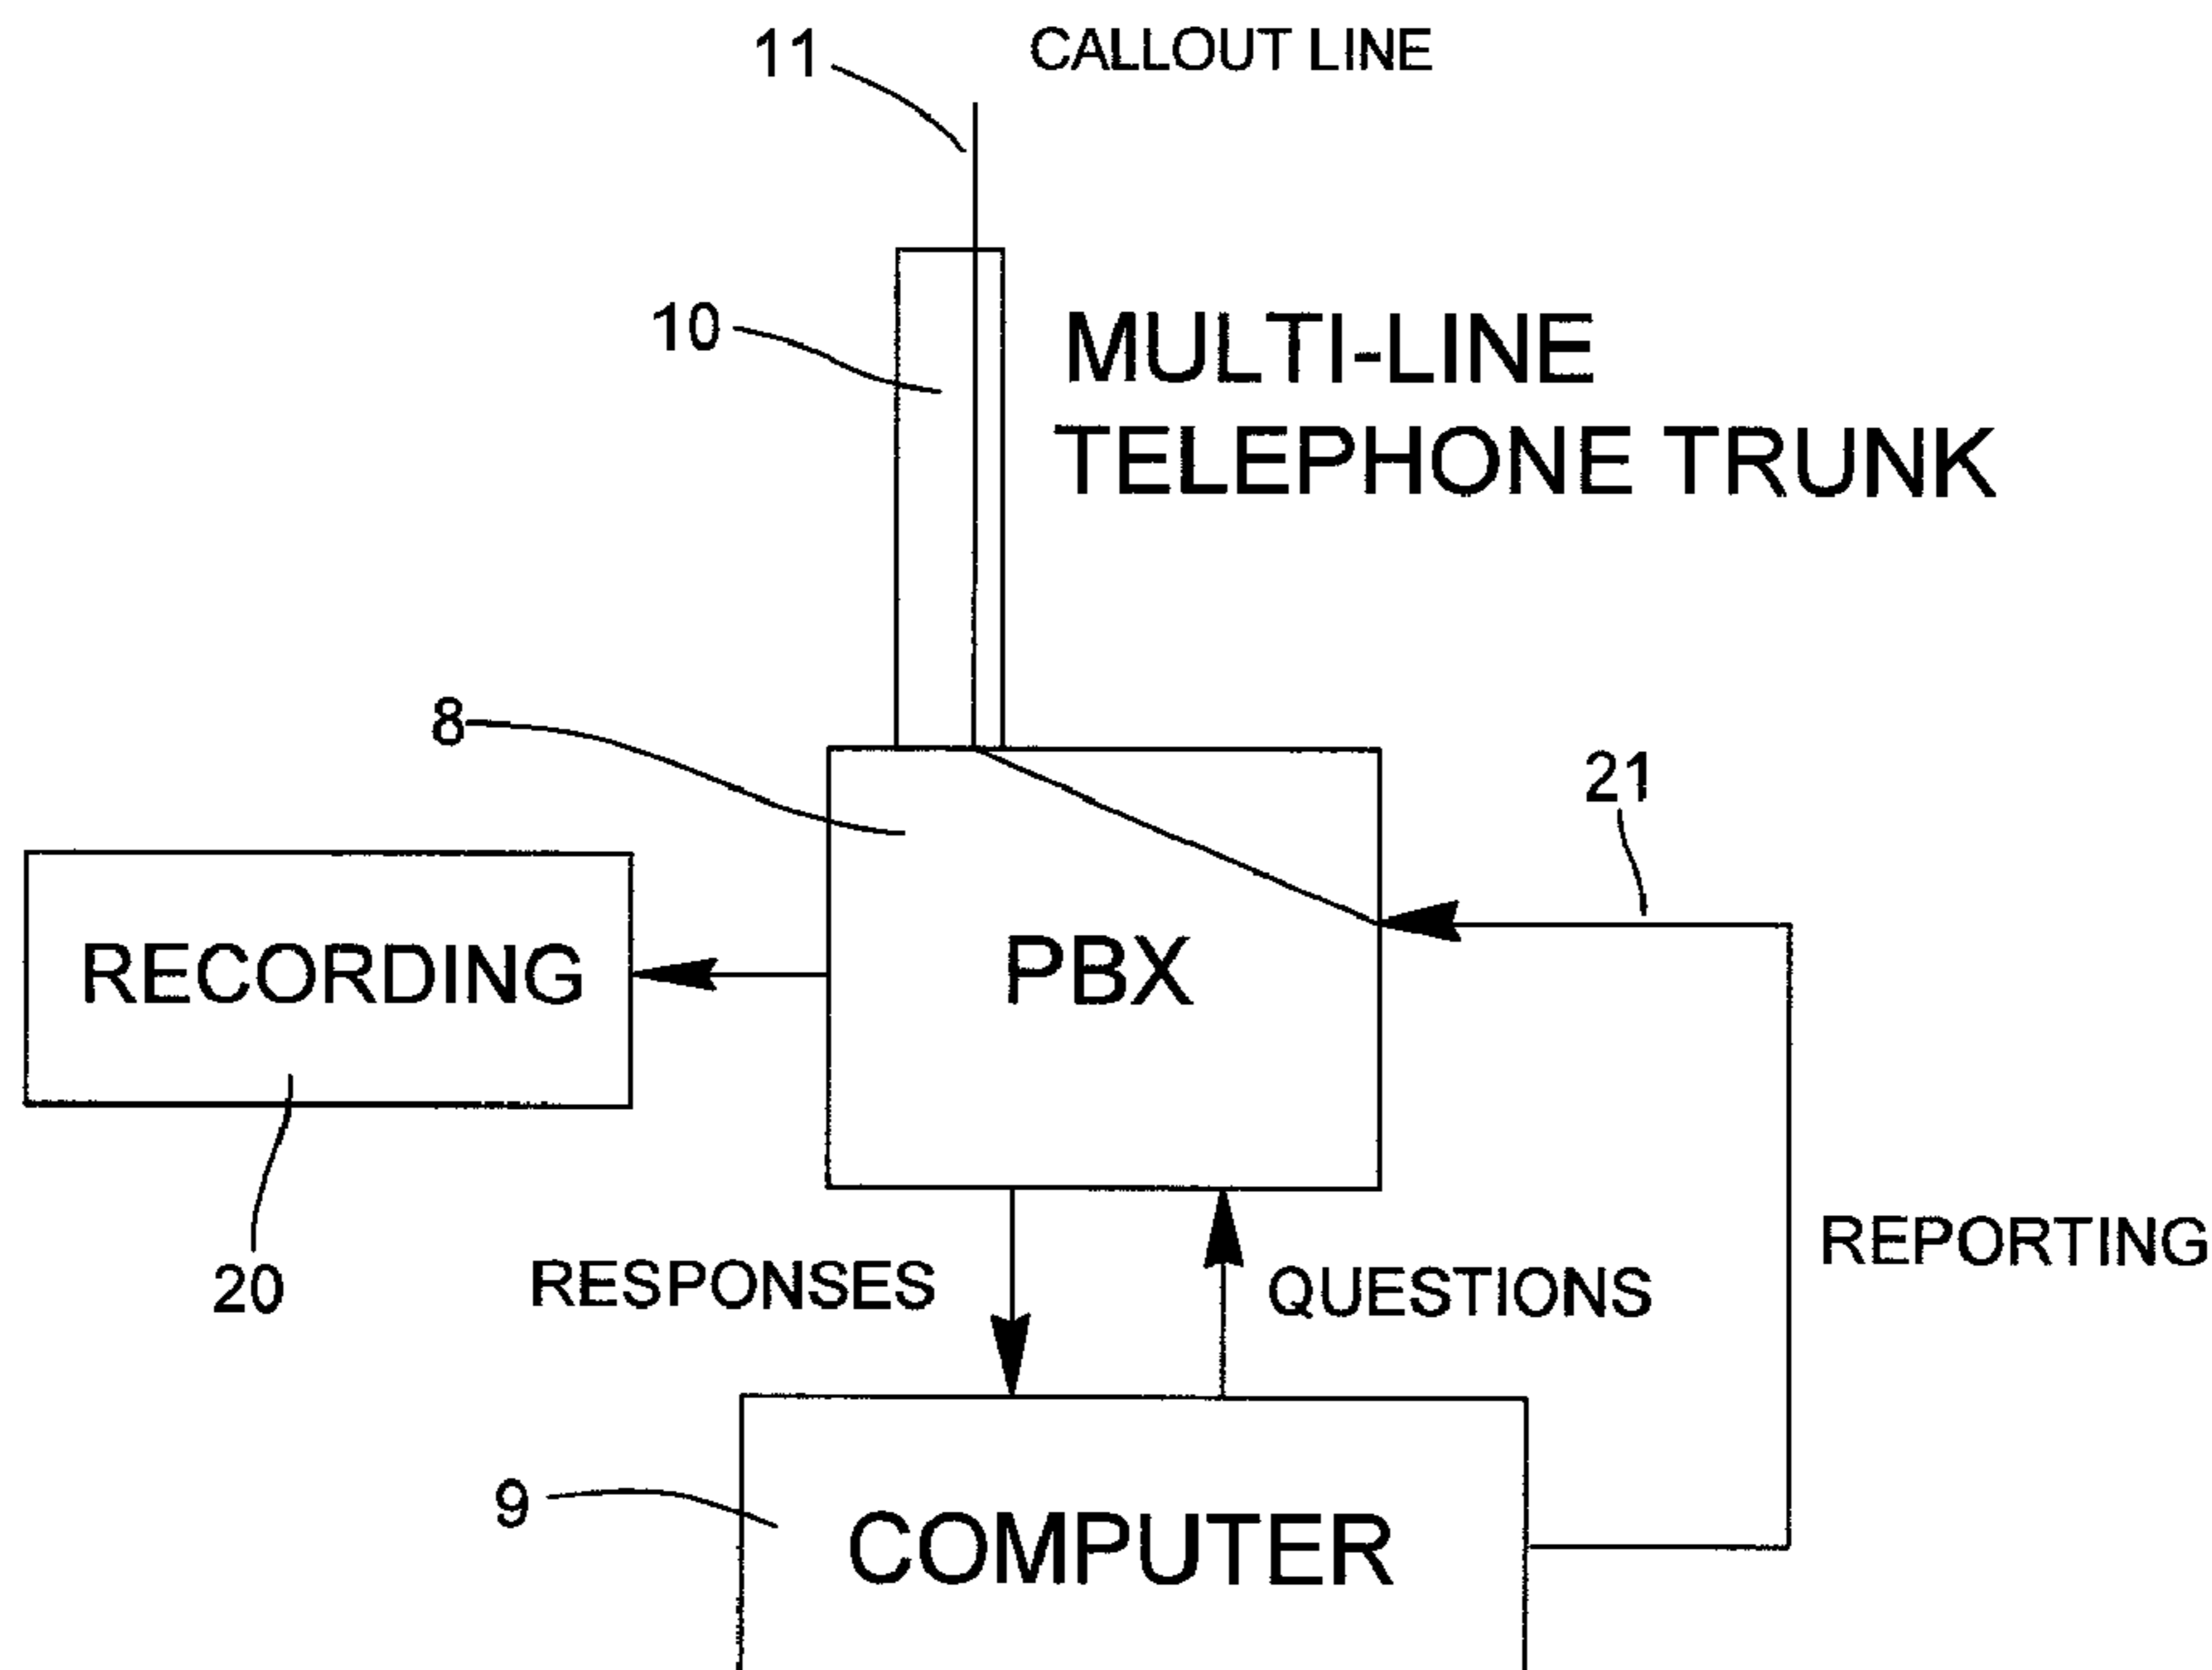 11
CALLOUT LINE
10
MULTI-LINE
TELEPHONE TRUNK
8
21
RECORDING
PBX
20
RESPONSES
QUESTIONS
REPORTING
9
COMPUTER